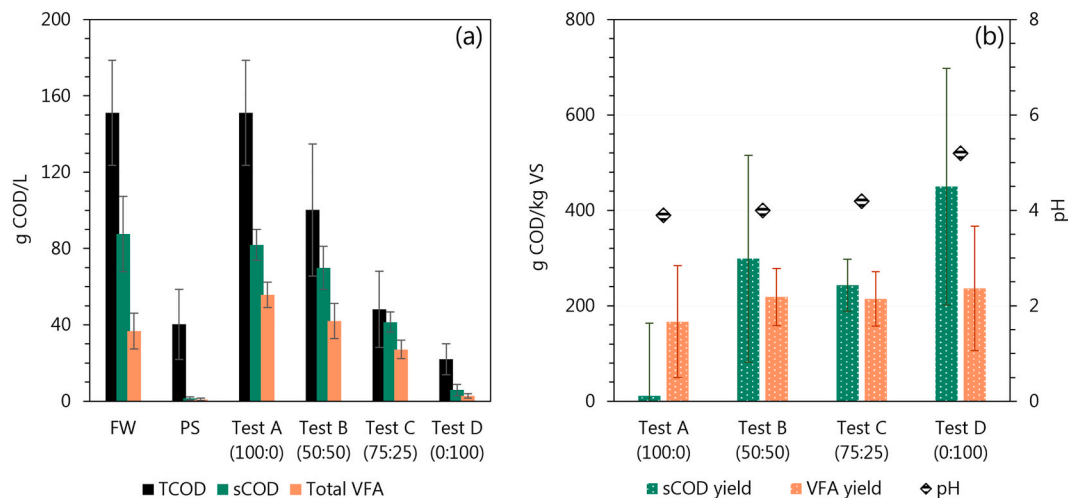 (a)
200
160
120
80
40
0
g COD/L
FW PS Test A Test B Test C Test D
(100:0) (50:50) (75:25) (0:100)
TCOD sCOD Total VFA
(b)
800
600
400
200
0
g COD/kg VS
8
6
4
2
0
pH
Test A Test B Test C Test D
(100:0) (50:50) (75:25) (0:100)
sCOD yield VFA yield pH